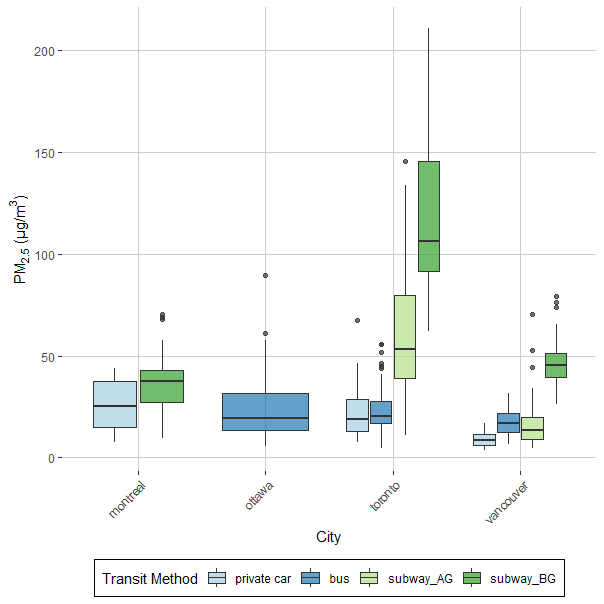 200
150
100
50
0
PM2.5 (µg/m3)
montreal
ottawa
toronto
vancouver
City
Transit Method private car bus subway_AG subway_BG